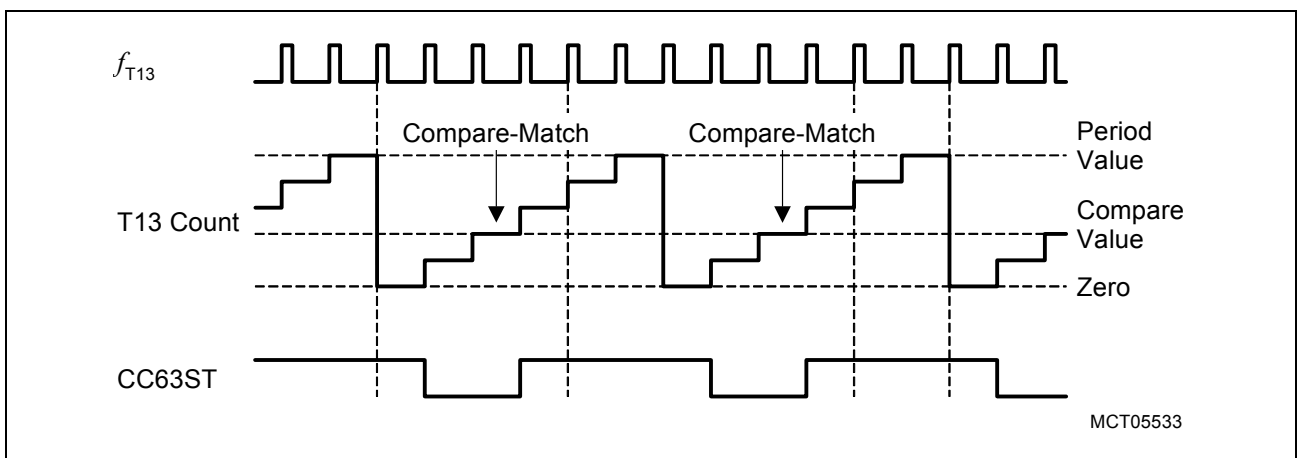 fT13
Compare-Match Compare-Match
Period
Value
T13 Count
Compare
Value
Zero
CC63ST
MCT05533